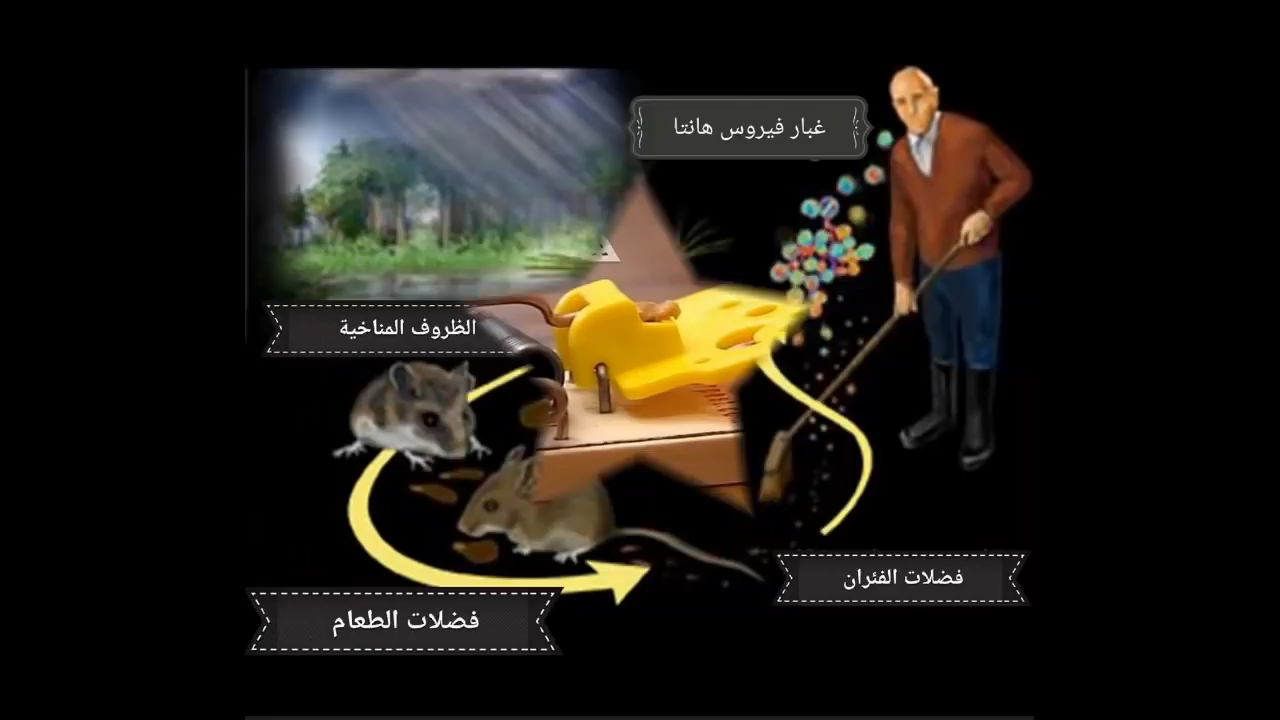 غبار فيروس هانتا
الظروف المناخية
فضلات الفئران
فضلات الطعام